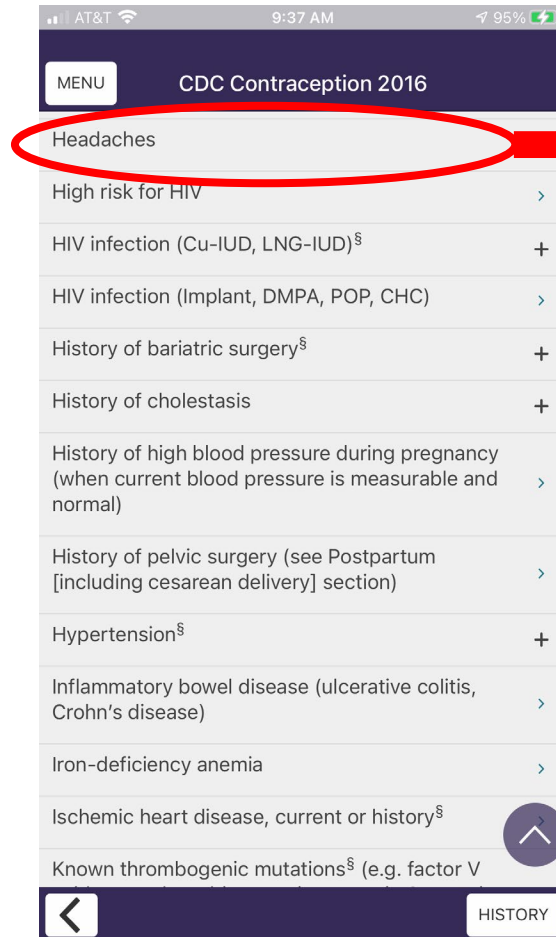 AT&T 9:37 AM 95%
MENU CDC Contraception 2016
Headaches
High risk for HIV
HIV infection (Cu-IUD, LNG-IUD)§ +
HIV infection (Implant, DMPA, POP, CHC)
History of bariatric surgery§ +
History of cholestasis +
History of high blood pressure during pregnancy
(when current blood pressure is measurable and
normal)
History of pelvic surgery (see Postpartum
[including cesarean delivery] section)
Hypertension§ +
Inflammatory bowel disease (ulcerative colitis,
Crohn's disease)
Iron-deficiency anemia
Ischemic heart disease, current or history§
Known thrombogenic mutations§ (e.g. factor V
HISTORY